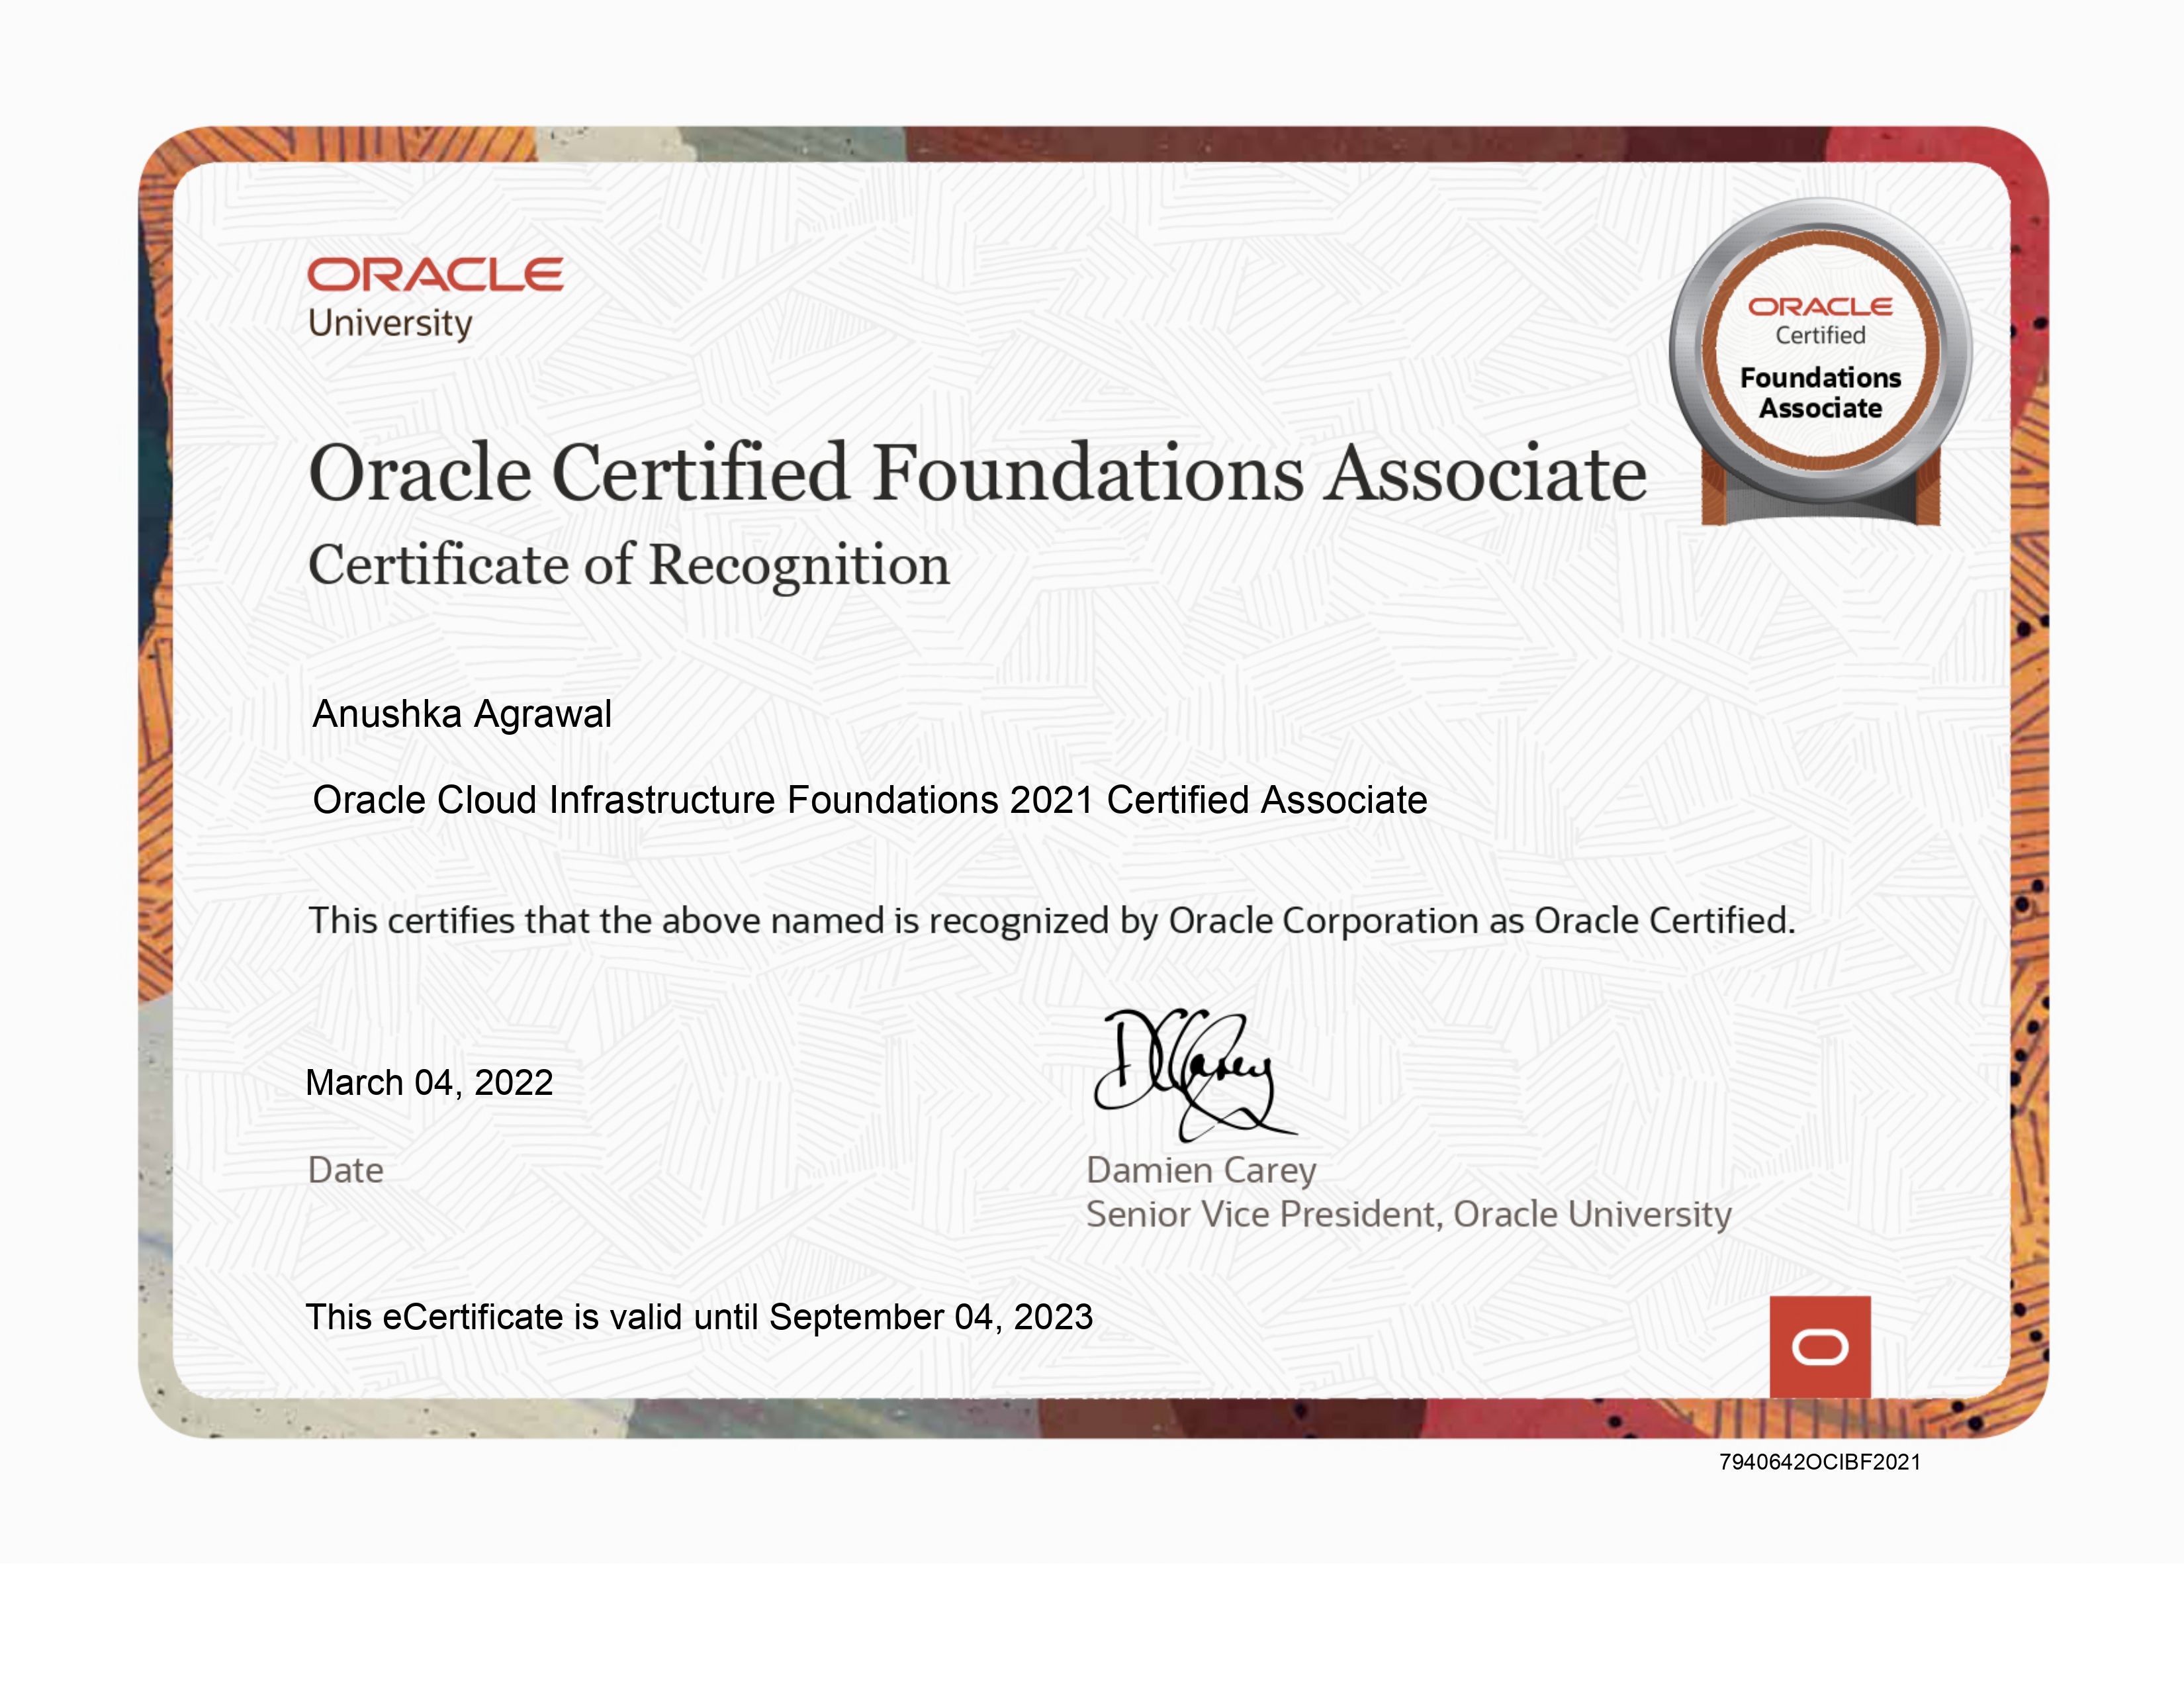 ORACLE
University
ORACLE
Certified
Foundations
Associate
Oracle Certified Foundations Associate
Certificate of Recognition
Anushka Agrawal
Oracle Cloud Infrastructure Foundations 2021 Certified Associate
This certifies that the above named is recognized by Oracle Corporation as Oracle Certified.
March 04, 2022
DCCarey
Date
Damien Carey
Senior Vice President, Oracle University
This eCertificate is valid until September 04, 2023
7940642OCIBF2021